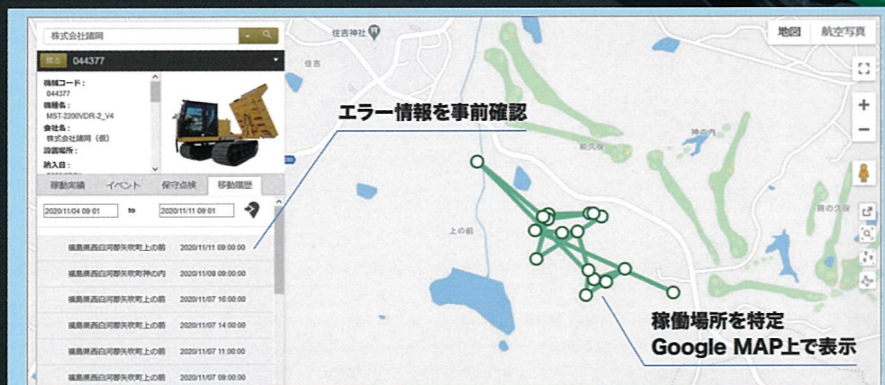 株式会社諸岡
戻る 044377
機械コード：
044377
機種名：
MST-2200VDR-2_V4
会社名：
株式会社諸岡（仮）
設置場所：
納入日：
稼動実績 イベント 保守点検 移動履歴
2020/11/04 09:01 to 2020/11/11 09:01
福島県西白河郡矢吹町上の前 2020/11/11 09:00:00
福島県西白河郡矢吹町神の内 2020/11/09 09:00:00
福島県西白河郡矢吹町上の前 2020/11/07 16:00:00
福島県西白河郡矢吹町上の前 2020/11/07 14:00:00
福島県西白河郡矢吹町上の前 2020/11/07 11:00:00
福島県西白河郡矢吹町上の前 2020/11/07 09:00:00
住吉神社
住吉
地図 航空写真
エラー情報を事前確認
神の内
前久保
上の前
稼働場所を特定
Google MAP上で表示